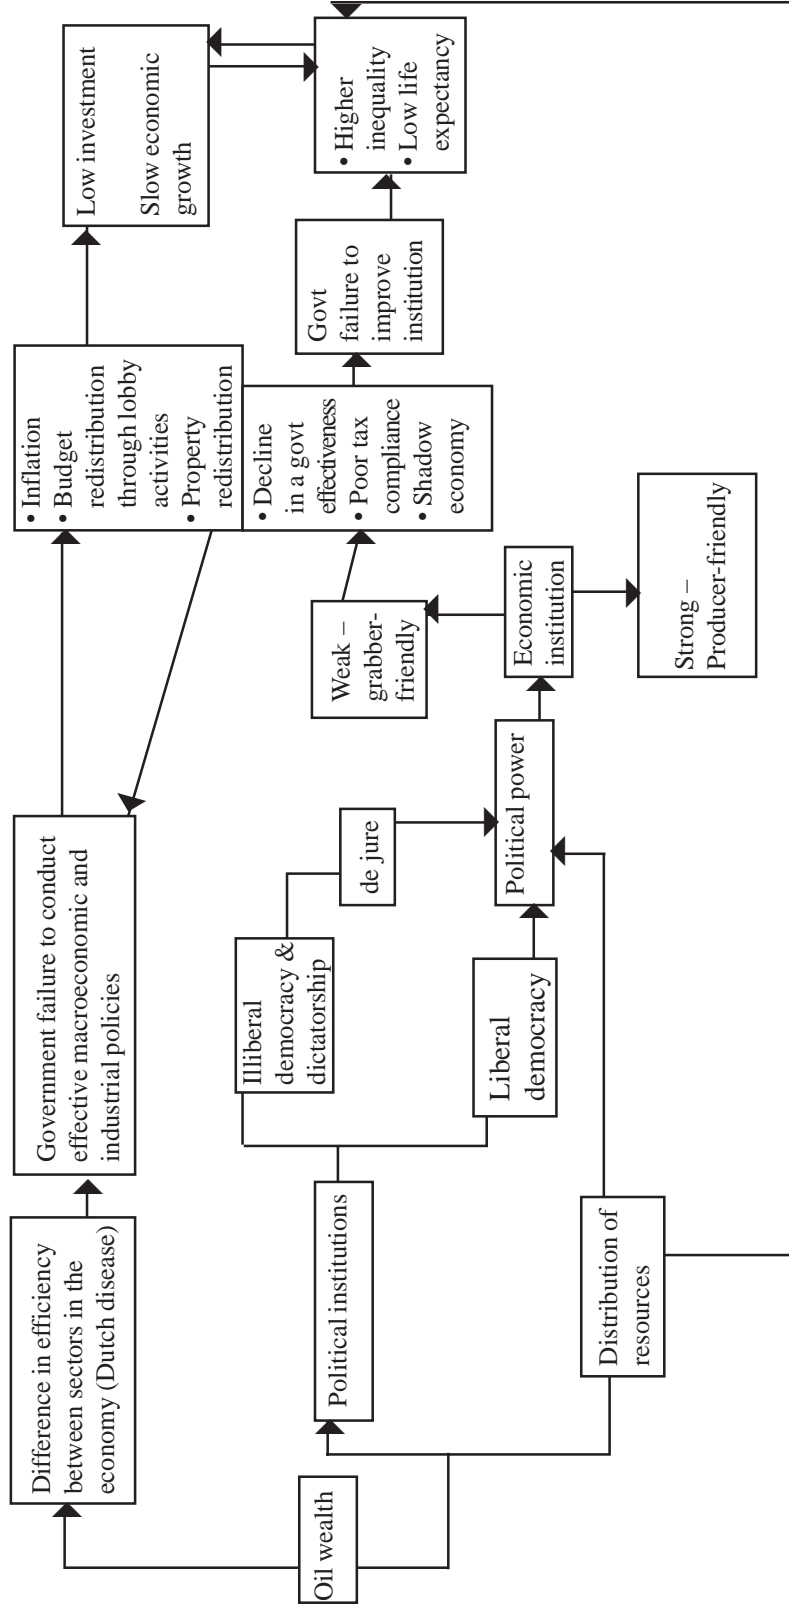 Oil wealth
Difference in efficiency
between sectors in the
economy (Dutch disease)
Political institutions
Distribution of
resources
Government failure to conduct
effective macroeconomic and
industrial policies
Illiberal
democracy &
dictatorship
Liberal
democracy
de jure
Political power
Weak –
grabber-
friendly
Economic
institution
Strong –
Producer-friendly
• Inflation
• Budget
redistribution
through lobby
activities
• Property
redistribution
• Decline
in a govt
effectiveness
• Poor tax
compliance
• Shadow
economy
Govt
failure to
improve
institution
Low investment
Slow economic
growth
• Higher
inequality
• Low life
expectancy